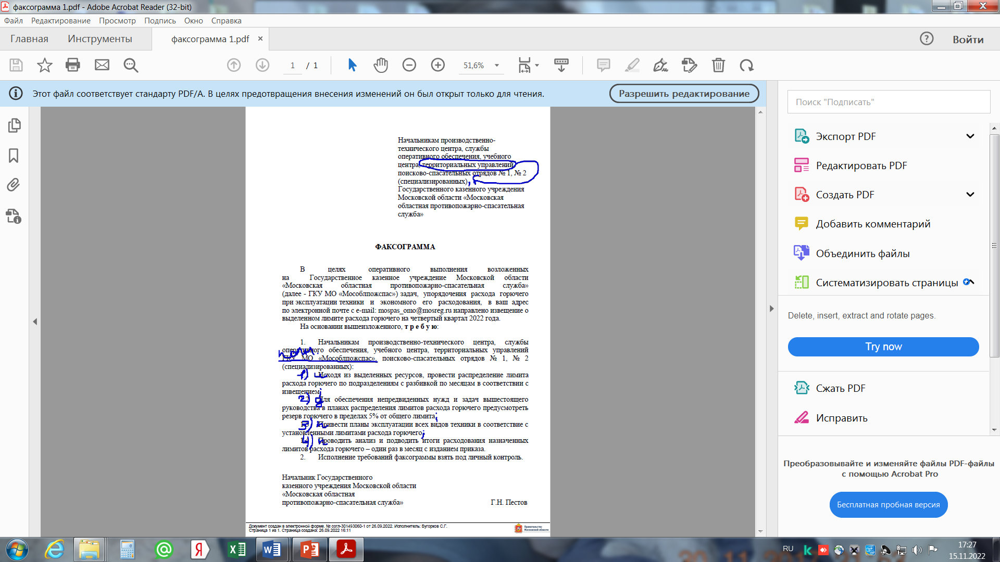 факсограмма 1.pdf - Adobe Acrobat Reader (32-bit)
Файл Редактирование Просмотр Подпись Окно Справка
Главная Инструменты факсограмма 1.pdf × Войти
1 / 1 51,6%
Этот файл соответствует стандарту PDF/A. В целях предотвращения внесения изменений он был открыт только для чтения. Разрешить редактирование
Начальникам производственно-
технического центра, службы
оперативного обеспечения, учебного
центра, территориальных управлений,
поисково-спасательных отрядов № 1, № 2
(специализированных),
Государственного казенного учреждения
Московской области «Московская
областная противопожарно-спасательная
служба»
ФАКСОГРАММА
В целях оперативного выполнения возложенных
на Государственное казенное учреждение Московской области
«Московская областная противопожарно-спасательная служба»
(далее - ГКУ МО «Мособлпожспас») задач, упорядочения расхода горючего
при эксплуатации техники и экономного его расходования, в ваш адрес
по электронной почте с e-mail: mospas_omo@mosreg.ru направлено извещение о
выделенном лимите расхода горючего на четвертый квартал 2022 года.
На основании вышеизложенного, т р е б у ю:
1. Начальникам производственно-технического центра, службы
оперативного обеспечения, учебного центра, территориальных управлений
ГКУ МО «Мособлпожспас», поисково-спасательных отрядов № 1, № 2
(специализированных):
1) и Исходя из выделенных ресурсов, провести распределение лимита
расхода горючего по подразделениям с разбивкой по месяцам в соответствии с
извещением;
2) д Для обеспечения непредвиденных нужд и задач вышестоящего
руководства в планах распределения лимитов расхода горючего предусмотреть
резерв горючего в пределах 5% от общего лимита;
3) п Привести планы эксплуатации всех видов техники в соответствие с
установленными лимитами расхода горючего;
4) п Проводить анализ и подводить итоги расходования назначенных
лимитов расхода горючего – один раз в месяц с изданием приказа.
2. Исполнение требований факсограммы взять под личный контроль.
Начальник Государственного
казенного учреждения Московской области
«Московская областная
противопожарно-спасательная служба» Г.Н. Пестов
Документ создан в электронной форме. № согл-301493060-1 от 26.09.2022. Исполнитель: Бугорков С.Г.
Страница 1 из 1. Страница создана: 26.09.2022 16:11
Правительство
Московской области
Поиск "Подписать"
Экспорт PDF
Редактировать PDF
Создать PDF
Добавить комментарий
Объединить файлы
Систематизировать страницы
Delete, insert, extract and rotate pages.
Try now
Сжать PDF
Исправить
Преобразовывайте и изменяйте файлы PDF-файлы
с помощью Acrobat Pro
Бесплатная пробная версия
RU
17:27
15.11.2022